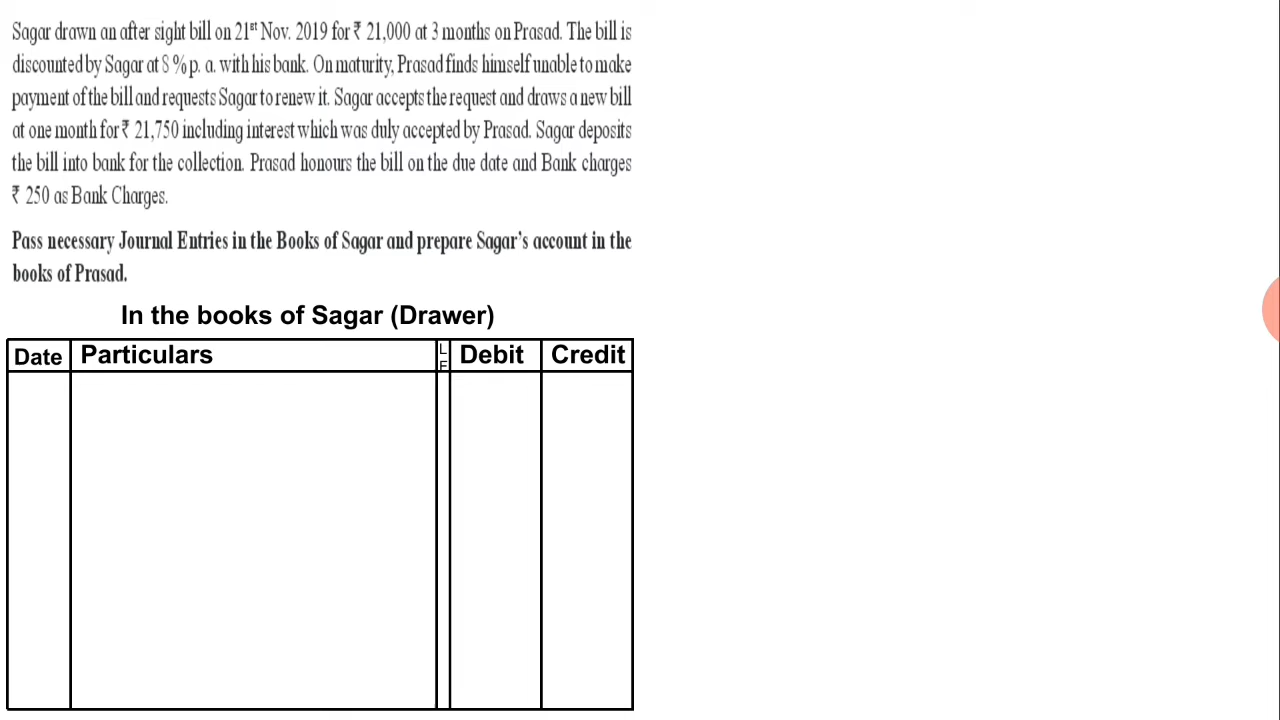 Sagar drawn an after sight bill on 21st Nov. 2019 for ₹ 21,000 at 3 months on Prasad. The bill is
discounted by Sagar at 8 % p. a. with his bank. On maturity, Prasad finds himself unable to make
payment of the bill and requests Sagar to renew it. Sagar accepts the request and draws a new bill
at one month for ₹ 21,750 including interest which was duly accepted by Prasad. Sagar deposits
the bill into bank for the collection. Prasad honours the bill on the due date and Bank charges
₹ 250 as Bank Charges.
Pass necessary Journal Entries in the Books of Sagar and prepare Sagar's account in the
books of Prasad.
In the books of Sagar (Drawer)
Date Particulars L F Debit Credit